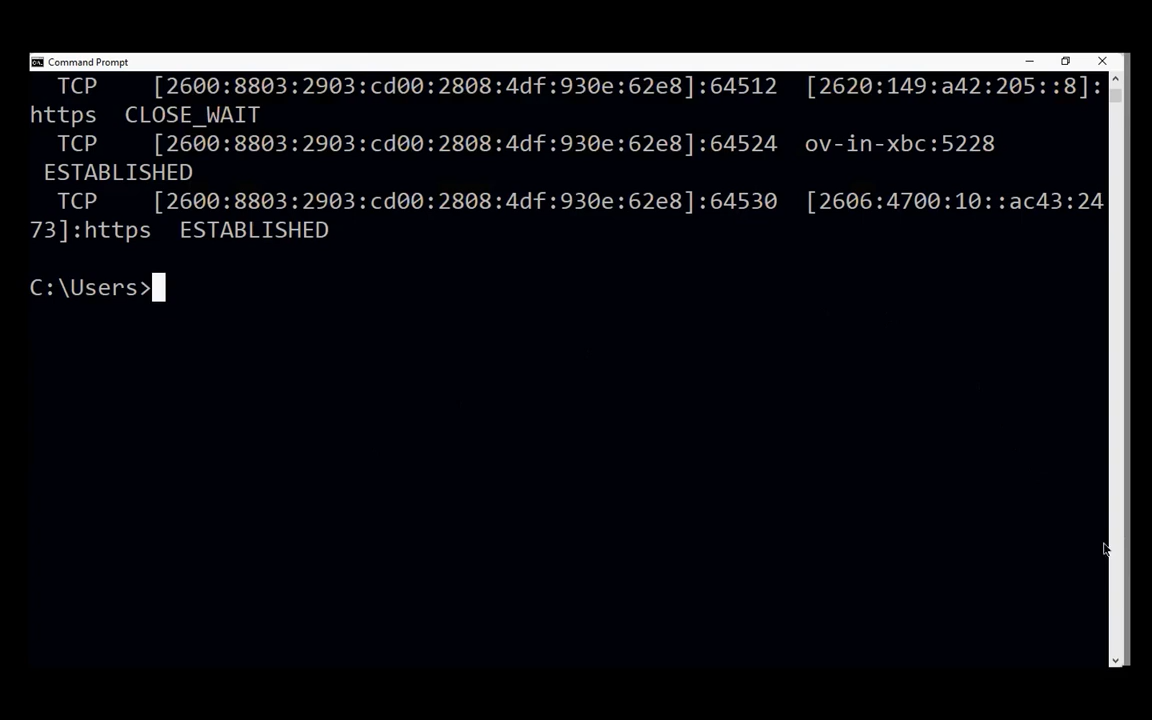 Command Prompt
TCP [2600:8803:2903:cd00:2808:4df:930e:62e8]:64512 [2620:149:a42:205::8]:
https CLOSE_WAIT
TCP [2600:8803:2903:cd00:2808:4df:930e:62e8]:64524 ov-in-xbc:5228
ESTABLISHED
TCP [2600:8803:2903:cd00:2808:4df:930e:62e8]:64530 [2606:4700:10::ac43:24
73]:https ESTABLISHED
C:\Users>